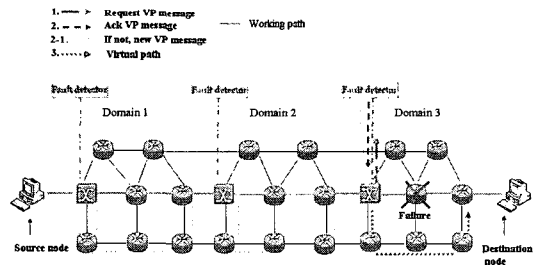 1. Request VP message
2. Ack VP message
2-1. If not, new VP message
3. Virtual path
Working path
Fault detector
Fault detector
Fault detector
Domain 1
Domain 2
Domain 3
Failure
Source node
Destination
node